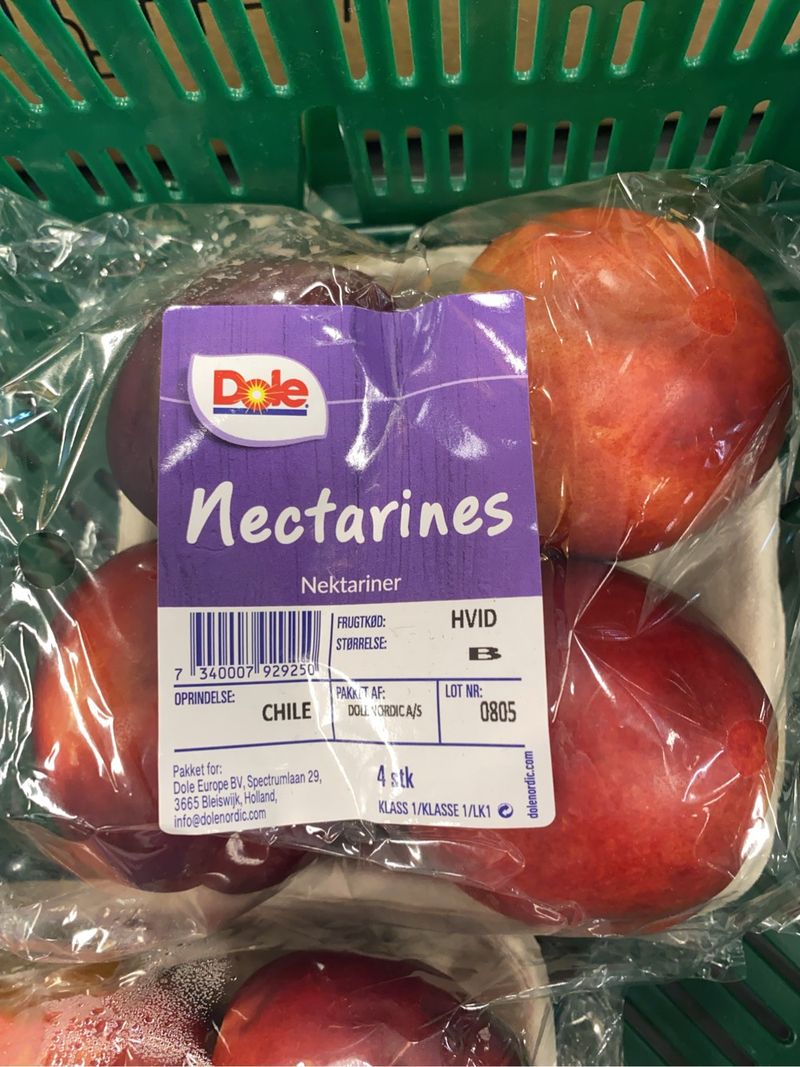 Dole
Nectarines
Nektariner
7 340007 929250
FRUGTKØD: HVID
STØRRELSE: B
OPRINDELSE: CHILE
PAKKET AF: DOLE NORDIC A/S
LOT NR: 0805
Pakket for:
Dole Europe BV, Spectrumlaan 29,
3665 Bleiswijk, Holland,
info@dolenordic.com
4 stk
KLASS 1/KLASSE 1/LK1
dolenordic.com